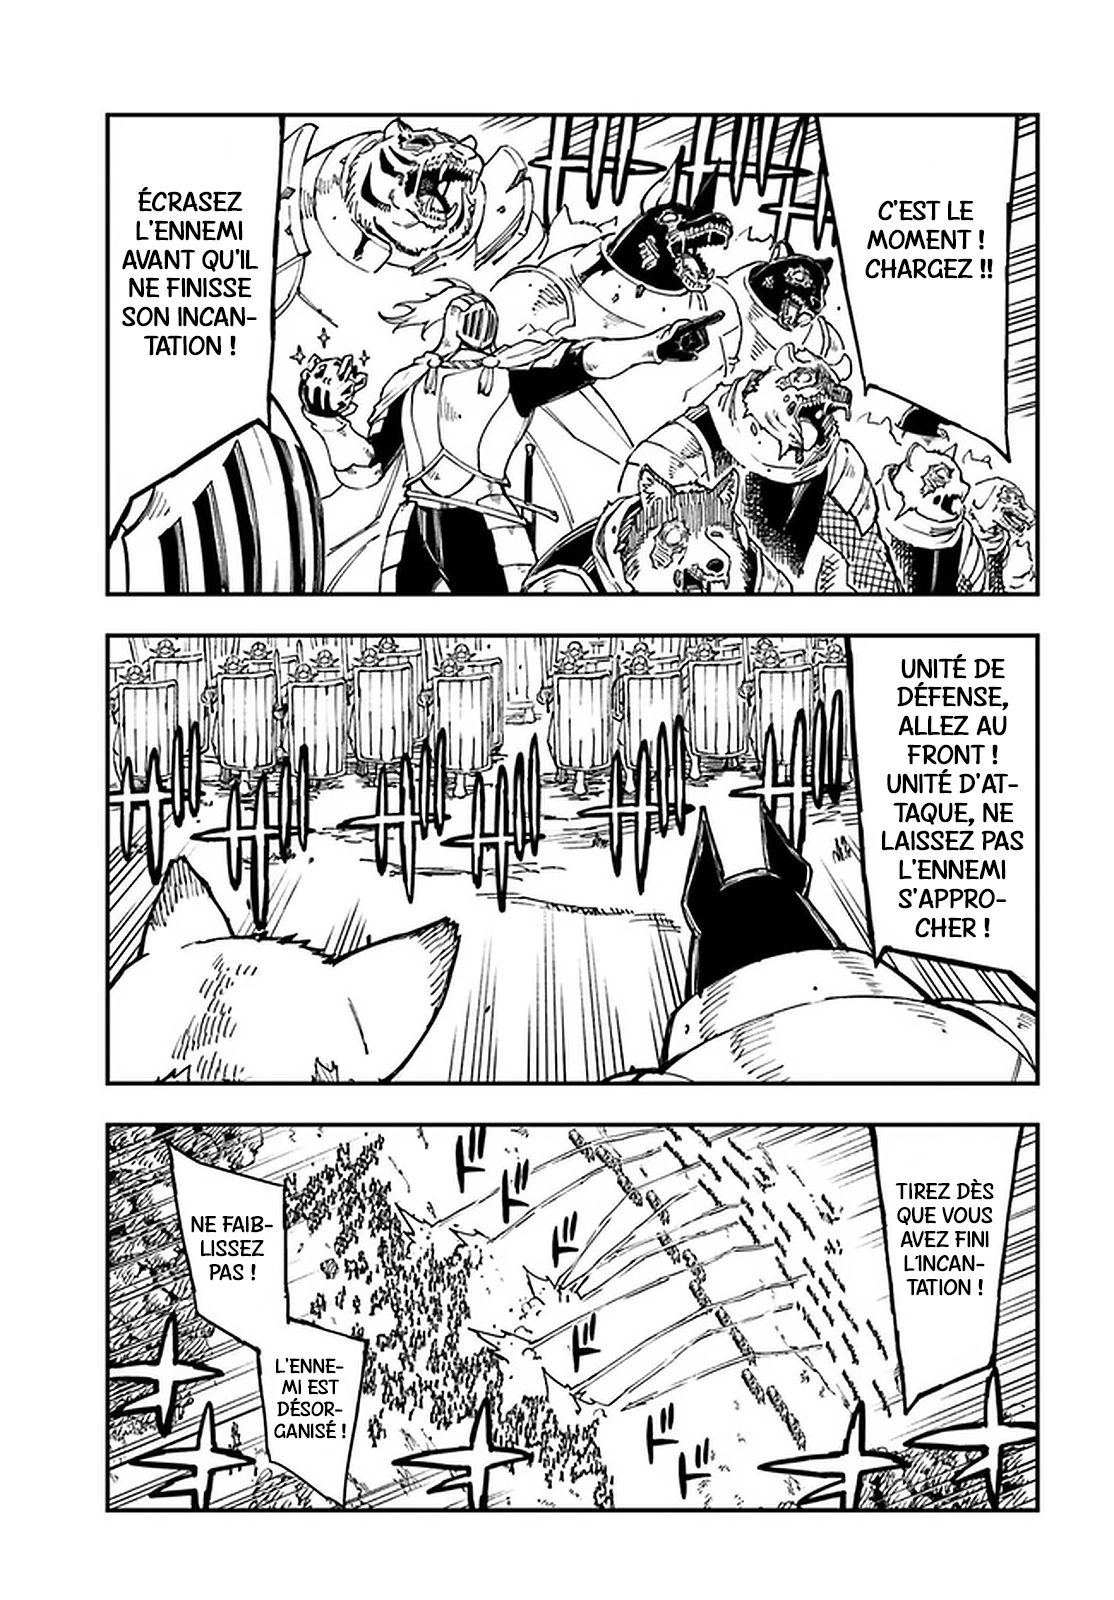 C'EST LE
MOMENT !
CHARGEZ !!
ÉCRASEZ
L'ENNEMI
AVANT QU'IL
NE FINISSE
SON INCAN-
TATION !
UNITÉ DE
DÉFENSE,
ALLEZ AU
FRONT !
UNITÉ D'AT-
TAQUE, NE
LAISSEZ PAS
L'ENNEMI
S'APPRO-
CHER !
TIREZ DÈS
QUE VOUS
AVEZ FINI
L'INCAN-
TATION !
ドドド
ドドド
NE FAIB-
LISSEZ
PAS !
L'ENNE-
MI EST
DÉSOR-
GANISÉ !